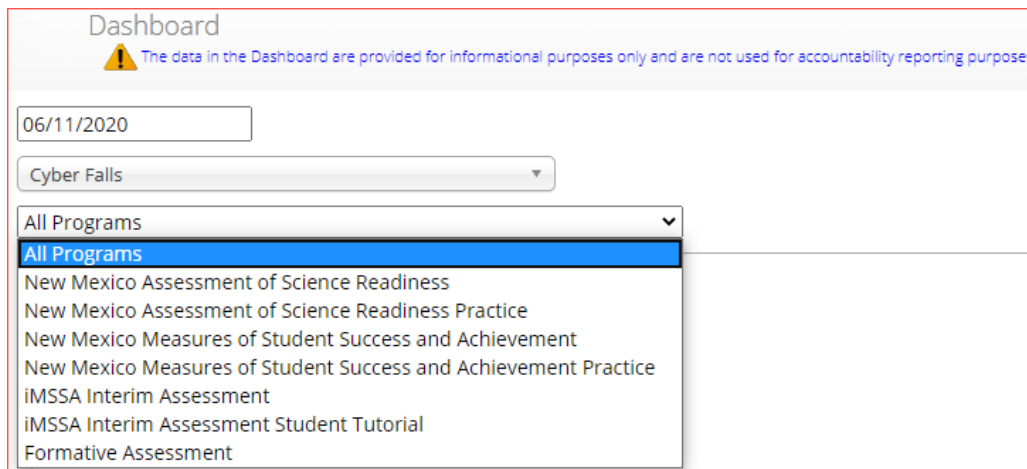 Dashboard
The data in the Dashboard are provided for informational purposes only and are not used for accountability reporting purpose
06/11/2020
Cyber Falls
All Programs
All Programs
New Mexico Assessment of Science Readiness
New Mexico Assessment of Science Readiness Practice
New Mexico Measures of Student Success and Achievement
New Mexico Measures of Student Success and Achievement Practice
iMSSA Interim Assessment
iMSSA Interim Assessment Student Tutorial
Formative Assessment